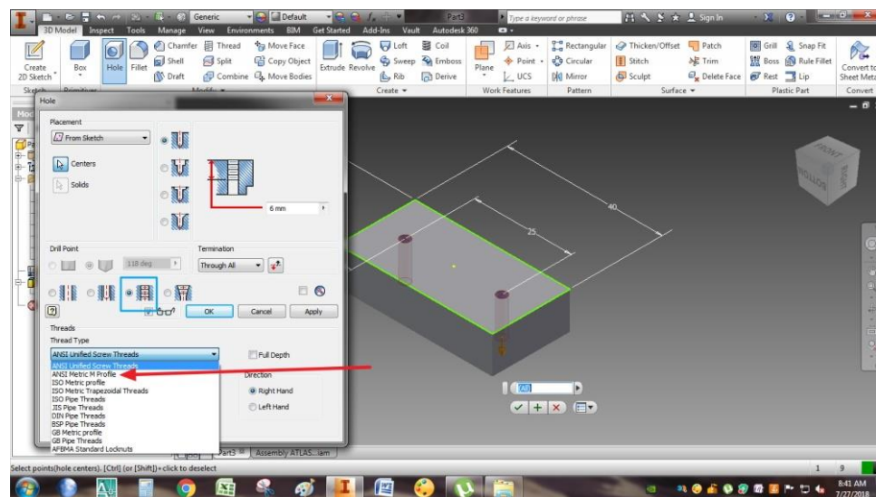 Generic
Default
Part3
Type a keyword or phrase
Sign In
3D Model Inspect Tools Manage View Environments BIM Get Started Add-Ins Vault Autodesk 360
Create
2D Sketch
Box
Hole
Fillet
Chamfer
Shell
Draft
Thread
Split
Combine
Move Face
Copy Object
Move Bodies
Extrude
Revolve
Loft
Sweep
Rib
Coil
Emboss
Derive
Plane
Axis
Point
UCS
Rectangular
Circular
Mirror
Thicken/Offset
Stitch
Sculpt
Patch
Trim
Delete Face
Grill
Boss
Rest
Snap Fit
Rule Fillet
Lip
Convert to
Sheet Meta
Sketch Primitives Modify Create Work Features Pattern Surface Plastic Part Convert
Hole
Placement
From Sketch
Centers
Solids
6 mm
Drill Point
118 deg
Termination
Through All
OK Cancel Apply
Threads
Thread Type
ANSI Unified Screw Threads
Full Depth
ANSI Unified Screw Threads
ANSI Metric M Profile
ISO Metric profile
ISO Metric Trapezoidal Threads
ISO Pipe Threads
JIS Pipe Threads
DIN Pipe Threads
BSP Pipe Threads
GB Metric profile
GB Pipe Threads
AFBMA Standard Locknuts
Direction
Right Hand
Left Hand
25
40
FRONT
BOTTOM
Part3
Assembly ATLAS...iam
Select points(hole centers). [Ctrl] (or [Shift])+click to deselect
1 9
8:41 AM
7/27/2018